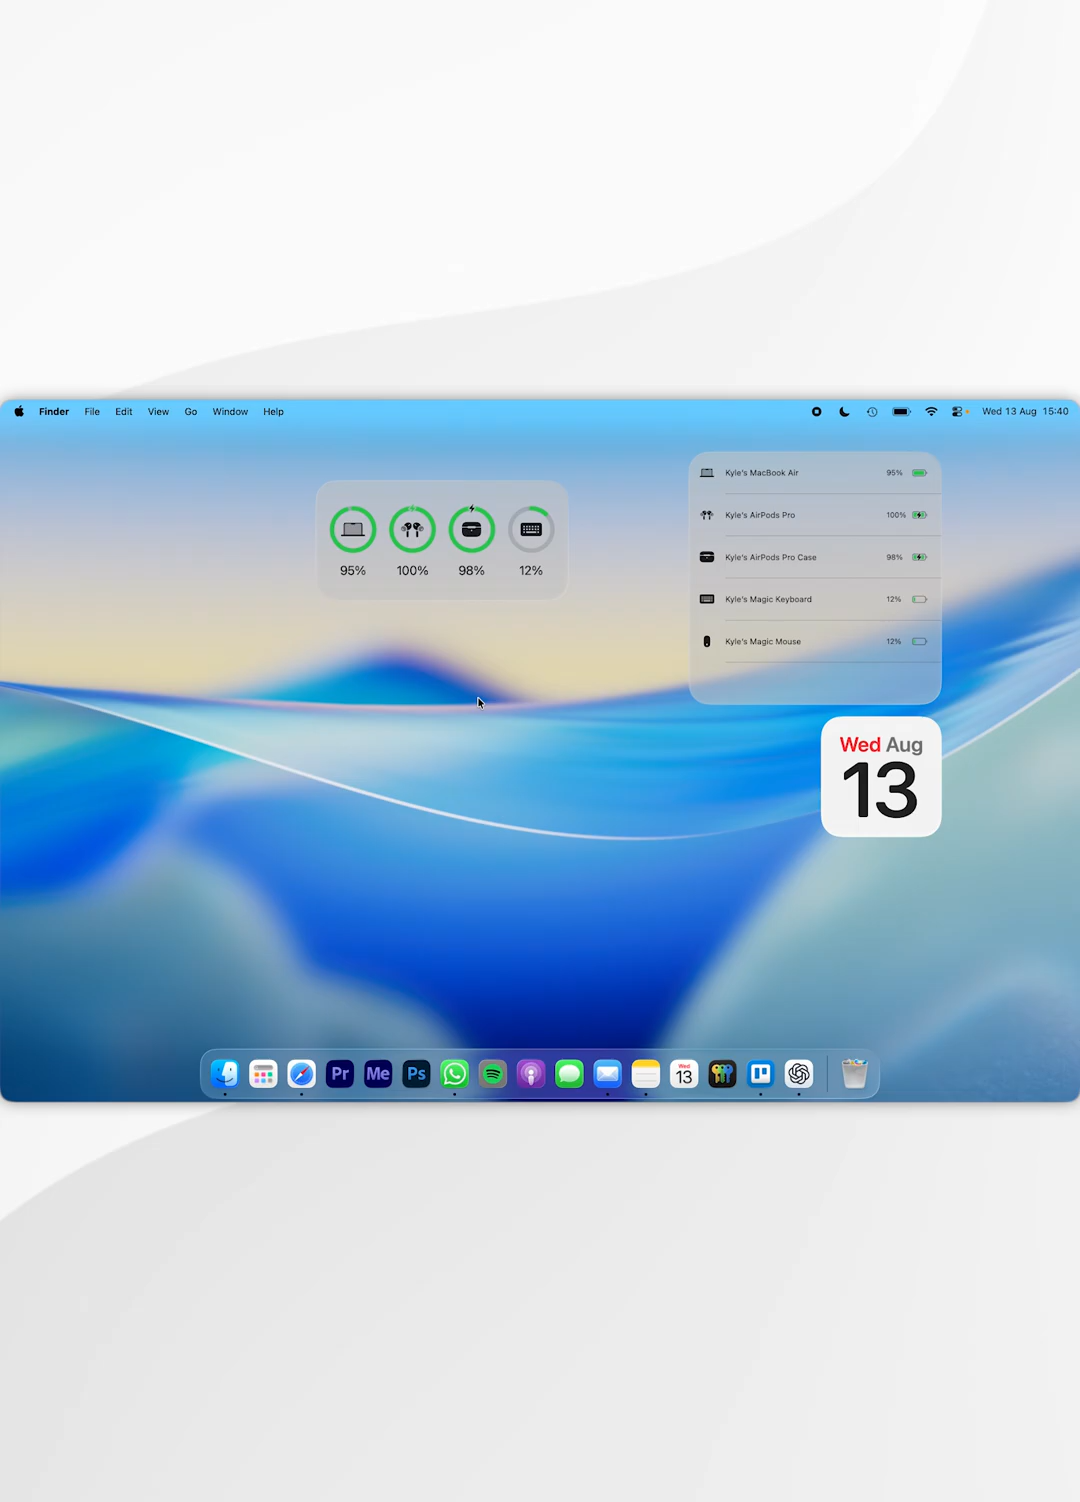 Finder File Edit View Go Window Help Wed 13 Aug 15:40
95% 100% 98% 12%
Kyle's MacBook Air 95%
Kyle's AirPods Pro 100%
Kyle's AirPods Pro Case 98%
Kyle's Magic Keyboard 12%
Kyle's Magic Mouse 12%
Wed Aug
13
Pr Me Ps
Wed
13